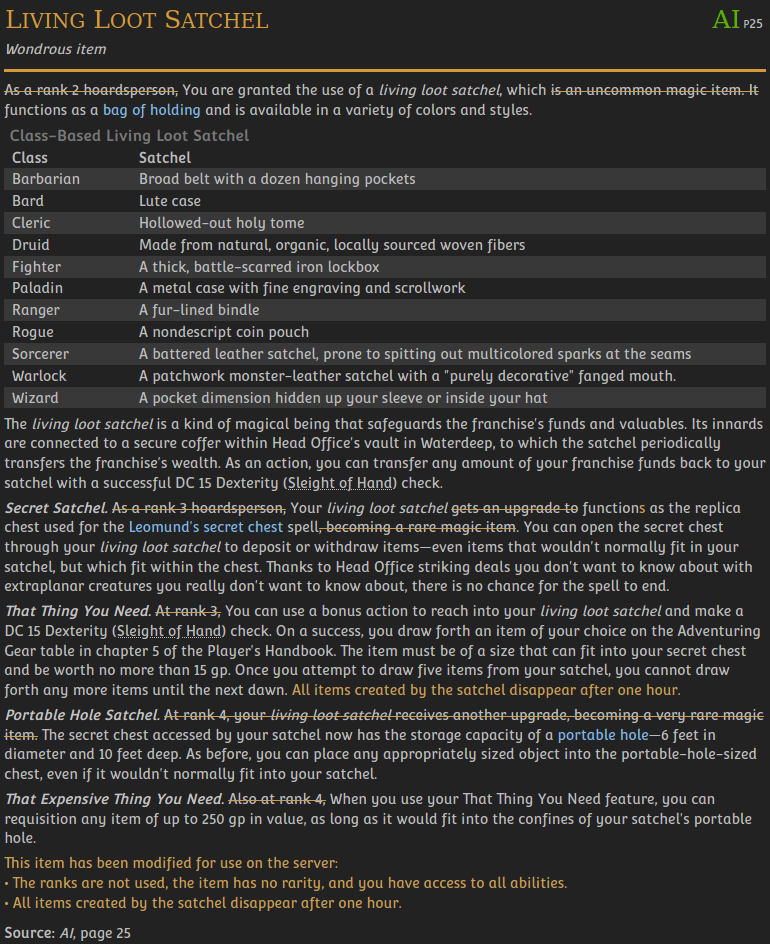 Living Loot Satchel AI P25
Wondrous item
As a rank 2 hoardsperson, You are granted the use of a living loot satchel, which is an uncommon magic item. It
functions as a bag of holding and is available in a variety of colors and styles.
Class-Based Living Loot Satchel
Class Satchel
Barbarian Broad belt with a dozen hanging pockets
Bard Lute case
Cleric Hollowed-out holy tome
Druid Made from natural, organic, locally sourced woven fibers
Fighter A thick, battle-scarred iron lockbox
Paladin A metal case with fine engraving and scrollwork
Ranger A fur-lined bindle
Rogue A nondescript coin pouch
Sorcerer A battered leather satchel, prone to spitting out multicolored sparks at the seams
Warlock A patchwork monster-leather satchel with a "purely decorative" fanged mouth.
Wizard A pocket dimension hidden up your sleeve or inside your hat
The living loot satchel is a kind of magical being that safeguards the franchise's funds and valuables. Its innards
are connected to a secure coffer within Head Office's vault in Waterdeep, to which the satchel periodically
transfers the franchise's wealth. As an action, you can transfer any amount of your franchise funds back to your
satchel with a successful DC 15 Dexterity (Sleight of Hand) check.
Secret Satchel. As a rank 3 hoardsperson, Your living loot satchel gets an upgrade to functions as the replica
chest used for the Leomund's secret chest spell, becoming a rare magic item. You can open the secret chest
through your living loot satchel to deposit or withdraw items—even items that wouldn't normally fit in your
satchel, but which fit within the chest. Thanks to Head Office striking deals you don't want to know about with
extraplanar creatures you really don't want to know about, there is no chance for the spell to end.
That Thing You Need. At rank 3, You can use a bonus action to reach into your living loot satchel and make a
DC 15 Dexterity (Sleight of Hand) check. On a success, you draw forth an item of your choice on the Adventuring
Gear table in chapter 5 of the Player's Handbook. The item must be of a size that can fit into your secret chest
and be worth no more than 15 gp. Once you attempt to draw five items from your satchel, you cannot draw
forth any more items until the next dawn. All items created by the satchel disappear after one hour.
Portable Hole Satchel. At rank 4, your living loot satchel receives another upgrade, becoming a very rare magic
item. The secret chest accessed by your satchel now has the storage capacity of a portable hole—6 feet in
diameter and 10 feet deep. As before, you can place any appropriately sized object into the portable-hole-sized
chest, even if it wouldn't normally fit into your satchel.
That Expensive Thing You Need. Also at rank 4, When you use your That Thing You Need feature, you can
requisition any item of up to 250 gp in value, as long as it would fit into the confines of your satchel's portable
hole.
This item has been modified for use on the server:
• The ranks are not used, the item has no rarity, and you have access to all abilities.
• All items created by the satchel disappear after one hour.
Source: AI, page 25